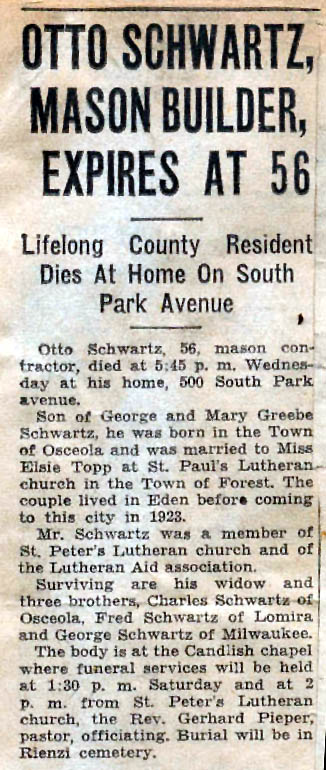 OTTO SCHWARTZ,
MASON BUILDER,
EXPIRES AT 56
Lifelong County Resident
Dies At Home On South
Park Avenue
Otto Schwartz, 56, mason con-
tractor, died at 5:45 p. m. Wednes-
day at his home, 500 South Park
avenue.
Son of George and Mary Greebe
Schwartz, he was born in the Town
of Osceola and was married to Miss
Elsie Topp at St. Paul's Lutheran
church in the Town of Forest. The
couple lived in Eden before coming
to this city in 1923.
Mr. Schwartz was a member of
St. Peter's Lutheran church and of
the Lutheran Aid association.
Surviving are his widow and
three brothers, Charles Schwartz of
Osceola, Fred Schwartz of Lomira
and George Schwartz of Milwaukee.
The body is at the Candlish chapel
where funeral services will be held
at 1:30 p. m. Saturday and at 2
p. m. from St. Peter's Lutheran
church, the Rev. Gerhard Pieper,
pastor, officiating. Burial will be in
Rienzi cemetery.